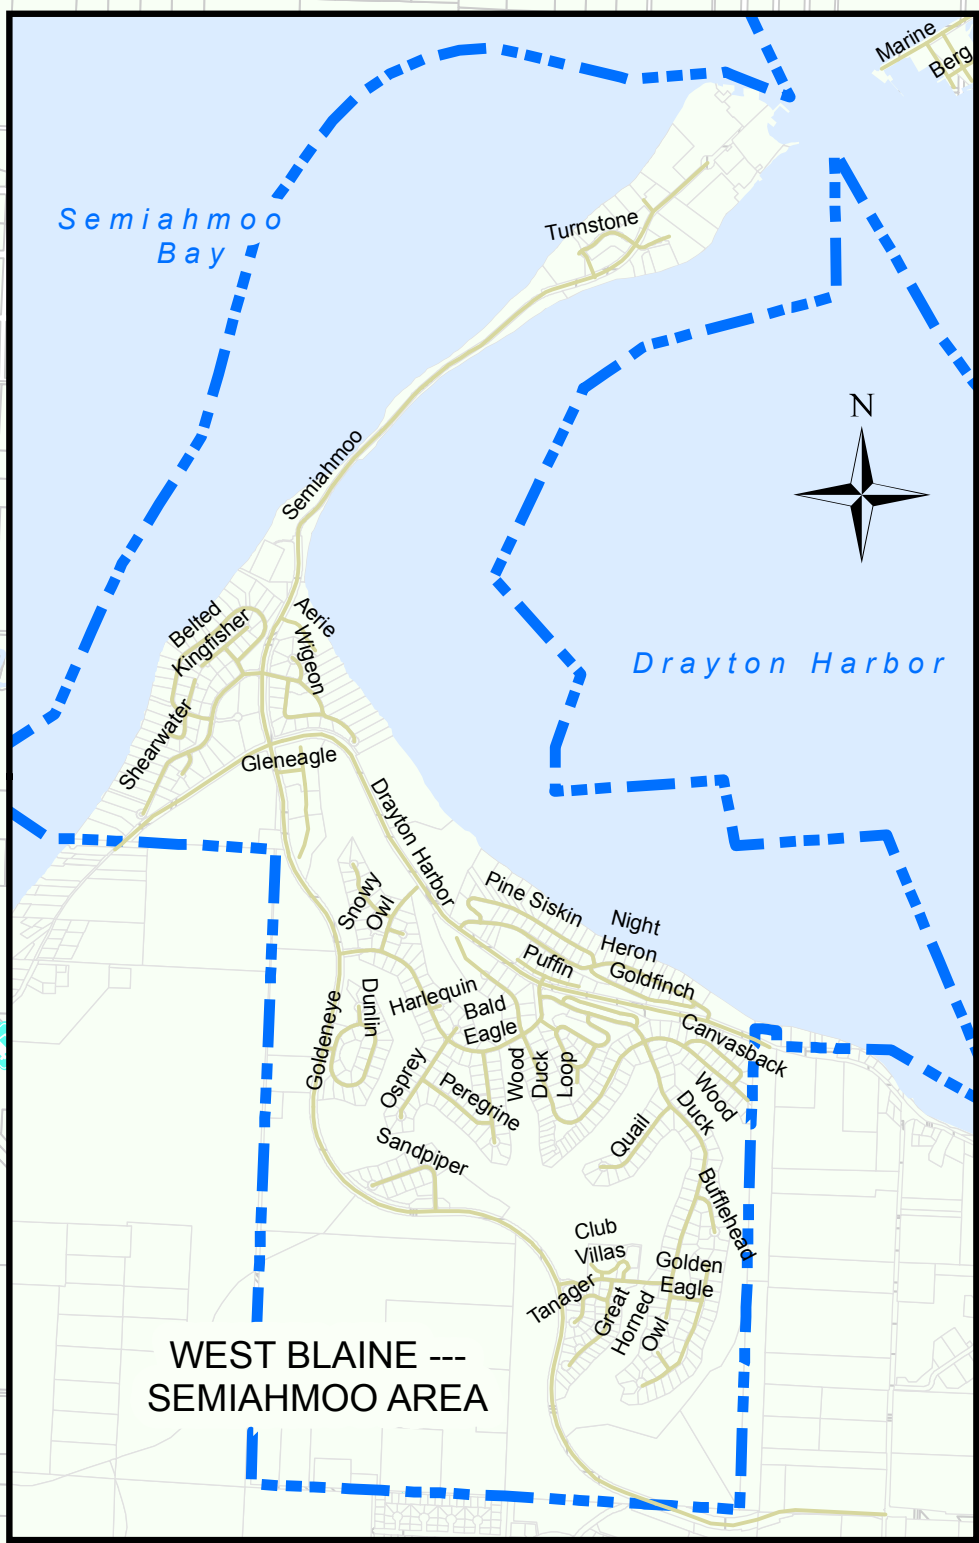 Marine
Berg
Semiahmoo
Bay
Turnstone
N
Semiahmoo
Belted
Kingfisher
Aerie
Wigeon
Drayton Harbor
Shearwater
Gleneagle
Drayton Harbor
Snowy
Owl
Pine Siskin
Night
Heron
Puffin
Goldfinch
Goldeneye
Dunlin
Harlequin
Bald
Eagle
Canvasback
Osprey
Peregrine
Wood
Duck
Loop
Wood
Duck
Quail
Sandpiper
Bufflehead
Club
Villas
Golden
Eagle
Tanager
Great
Horned
Owl
WEST BLAINE ---
SEMIAHMOO AREA